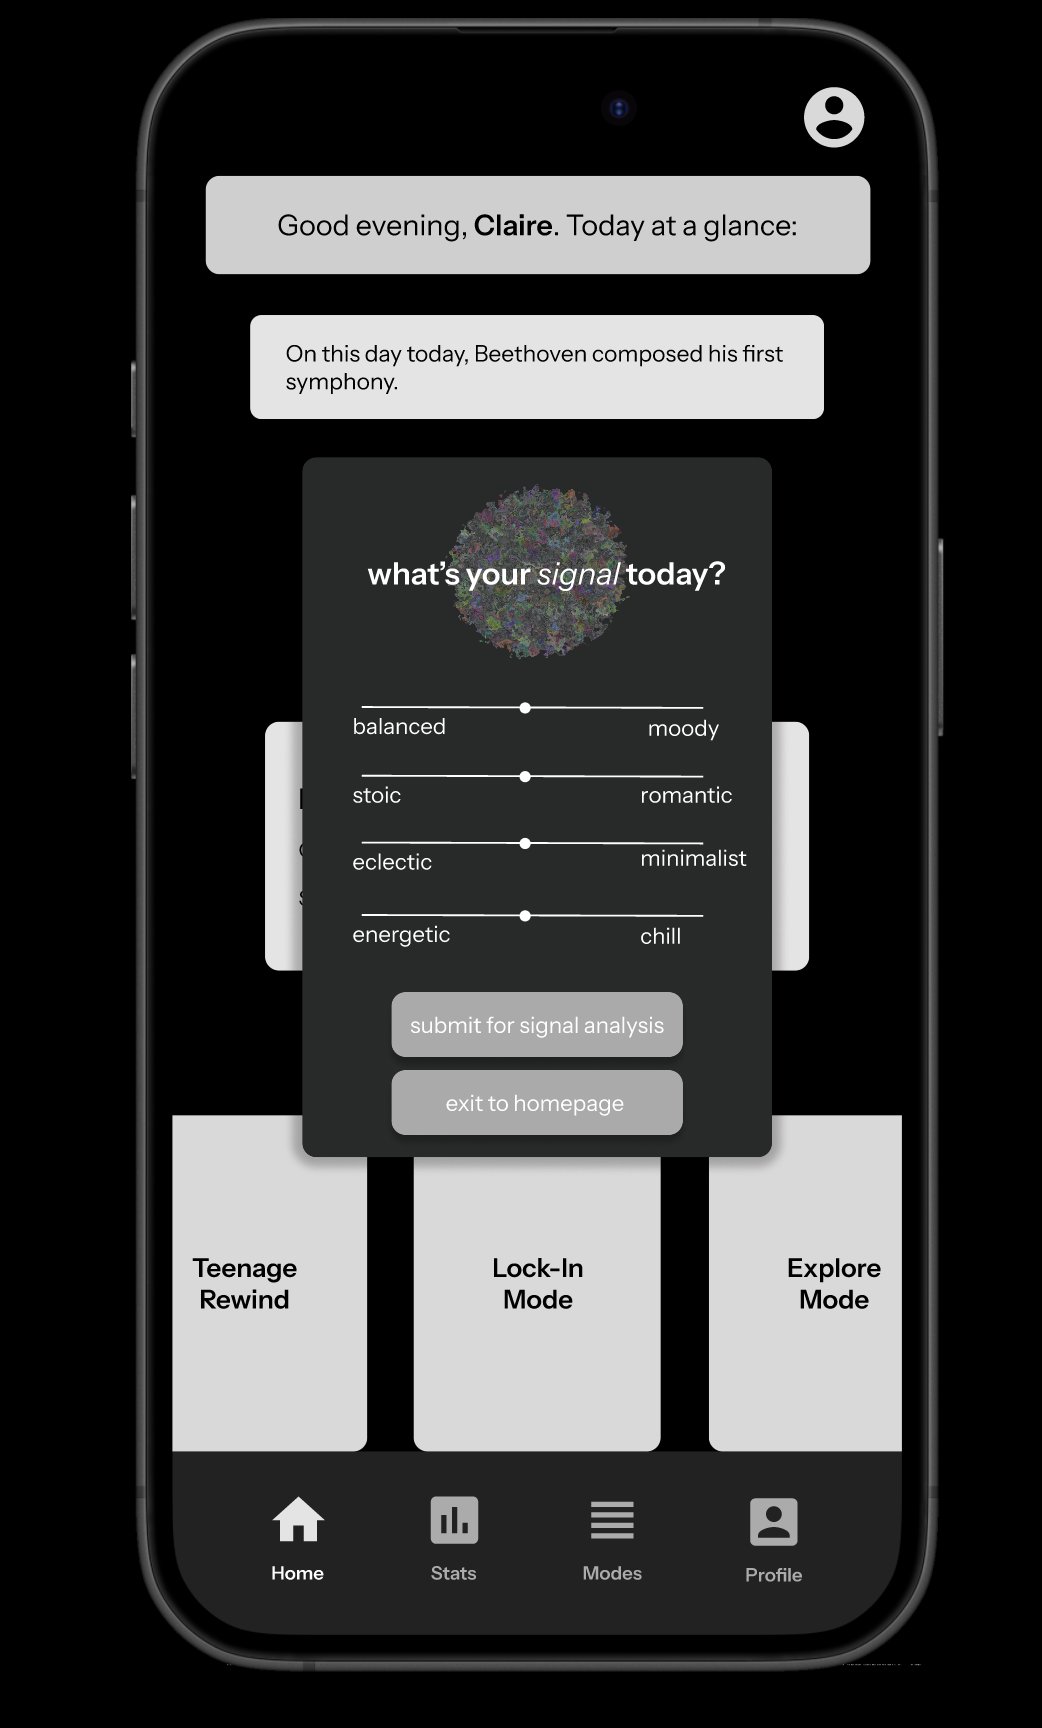 Good evening, Claire. Today at a glance:
On this day today, Beethoven composed his first
symphony.
what's your signal today?
balanced moody
stoic romantic
eclectic minimalist
energetic chill
submit for signal analysis
exit to homepage
Teenage
Rewind
Lock-In
Mode
Explore
Mode
Home Stats Modes Profile